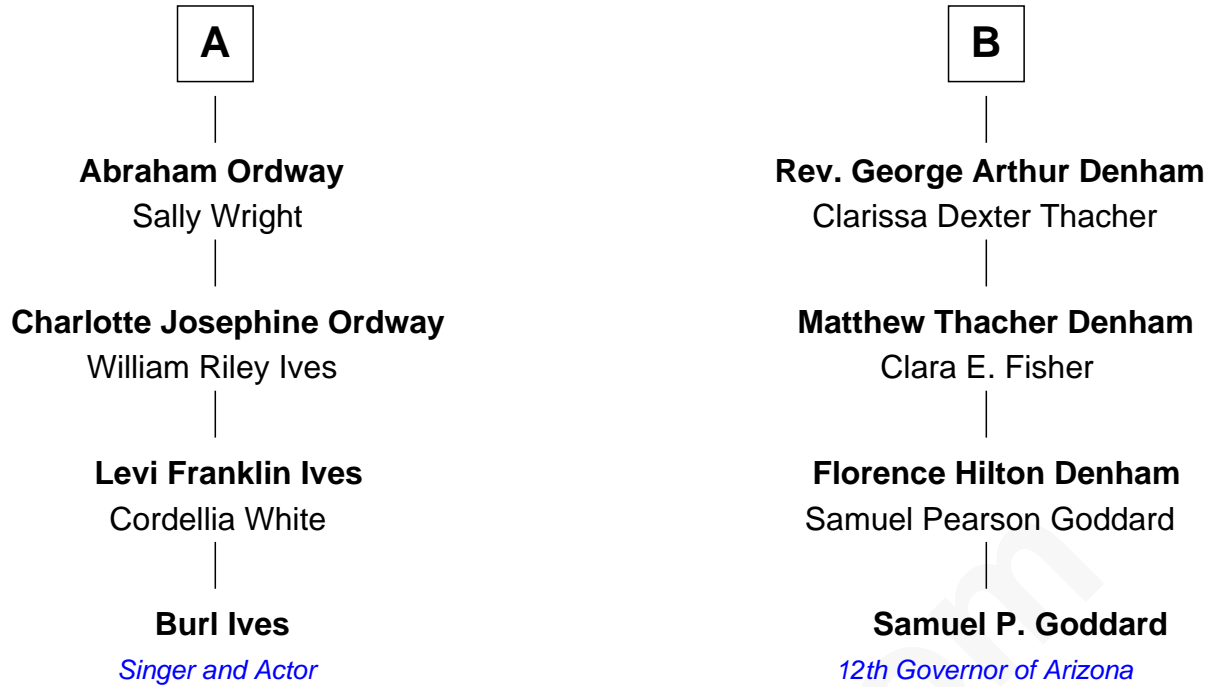 A
Abraham Ordway
Sally Wright
Charlotte Josephine Ordway
William Riley Ives
Levi Franklin Ives
Cordellia White
Burl Ives
Singer and Actor
B
Rev. George Arthur Denham
Clarissa Dexter Thacher
Matthew Thacher Denham
Clara E. Fisher
Florence Hilton Denham
Samuel Pearson Goddard
Samuel P. Goddard
12th Governor of Arizona